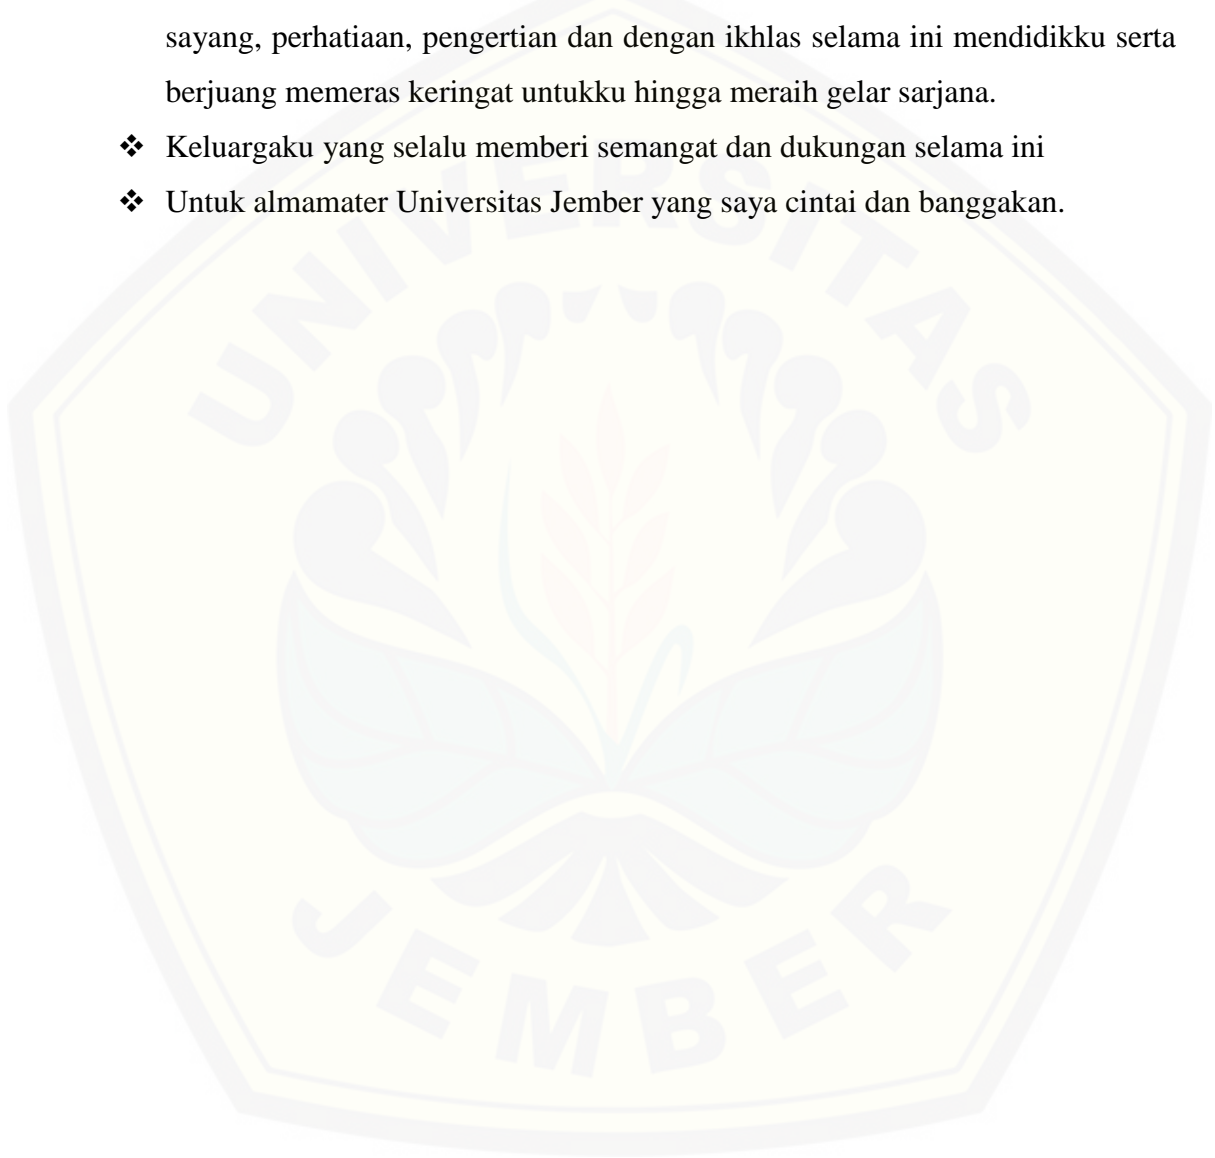 sayang, perhatiaan, pengertian dan dengan ikhlas selama ini mendidikku serta
berjuang memeras keringat untukku hingga meraih gelar sarjana.
❖ Keluargaku yang selalu memberi semangat dan dukungan selama ini
❖ Untuk almamater Universitas Jember yang saya cintai dan banggakan.
UNIVERSITAS
JEMBER